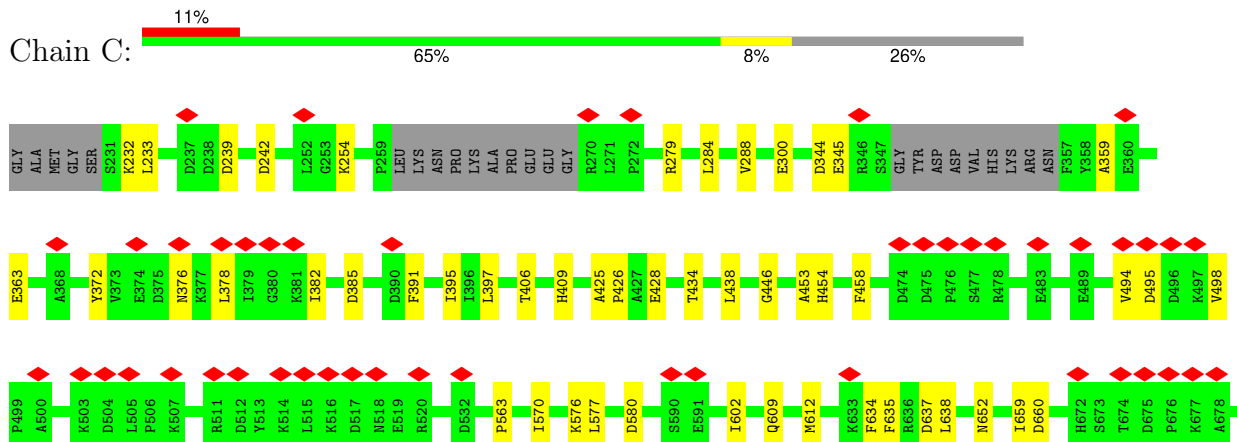 11%
Chain C:
65% 8% 26%
GLY ALA MET GLY SER S231 K232 L233 D237 D238 D239 D242 L252 G253 K254 P259 LEU LYS ASN PRO LYS ALA PRO GLU GLU GLY R270 L271 P272 R279 L284 V288 E300 D344 E345 R346 S347 GLY TYR ASP ASP VAL HIS LYS ARG ASN F357 Y358 A359 E360
E363 A368 Y372 V373 E374 D375 N376 K377 L378 I379 G380 K381 I382 D385 D390 F391 I395 I396 L397 T406 H409 A425 P426 A427 E428 T434 L438 G446 A453 H454 F458 D474 D475 P476 S477 R478 E483 E489 V494 D495 D496 K497 V498
P499 A500 K503 D504 L505 P506 K507 R511 D512 Y513 K514 L515 K516 D517 N518 E519 R520 D532 P563 I570 K576 L577 D580 S590 E591 I602 Q609 M612 K633 F634 F635 R636 D637 L638 N652 I659 D660 H672 S673 T674 D675 P676 K677 A678